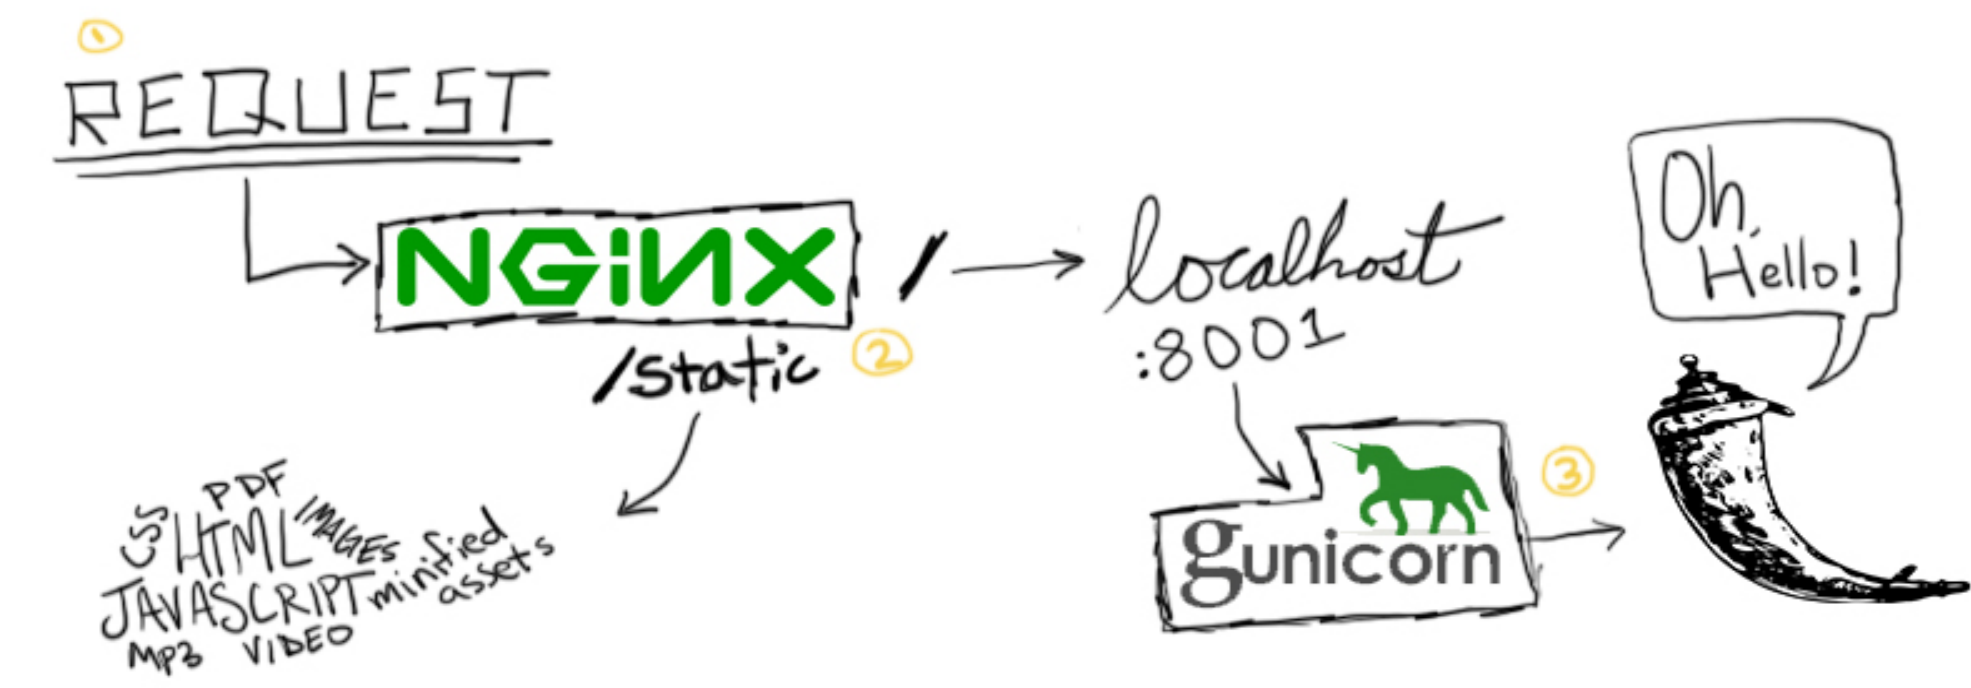 1
REQUEST
NGINX
/
localhost
:8001
/static
2
Oh,
Hello!
3
gunicorn
PDF
CSS
HTML
IMAGES
minified
assets
JAVASCRIPT
MP3
VIDEO